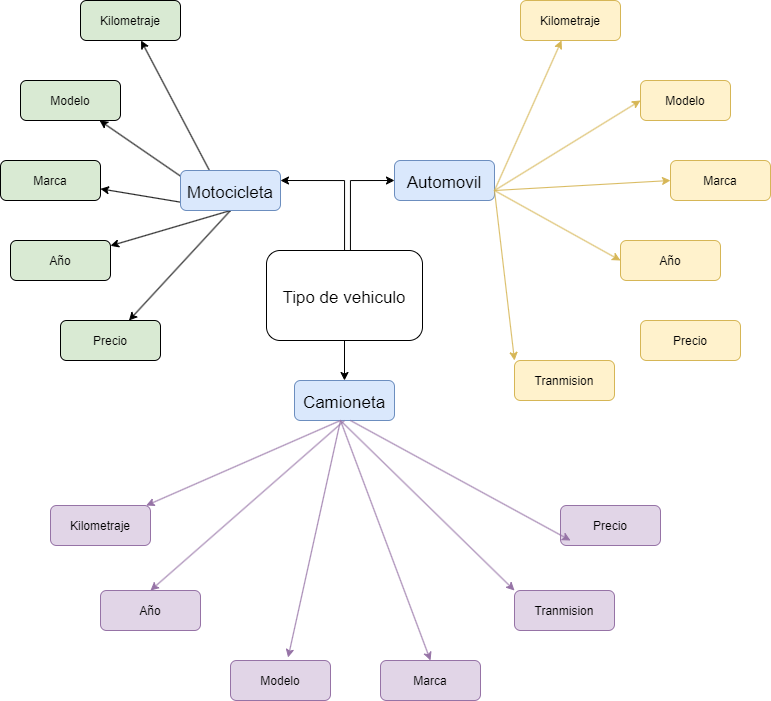 Kilometraje
Kilometraje
Modelo
Modelo
Marca
Marca
Motocicleta
Automovil
Año
Año
Tipo de vehiculo
Precio
Precio
Tranmision
Camioneta
Kilometraje
Precio
Año
Tranmision
Modelo
Marca